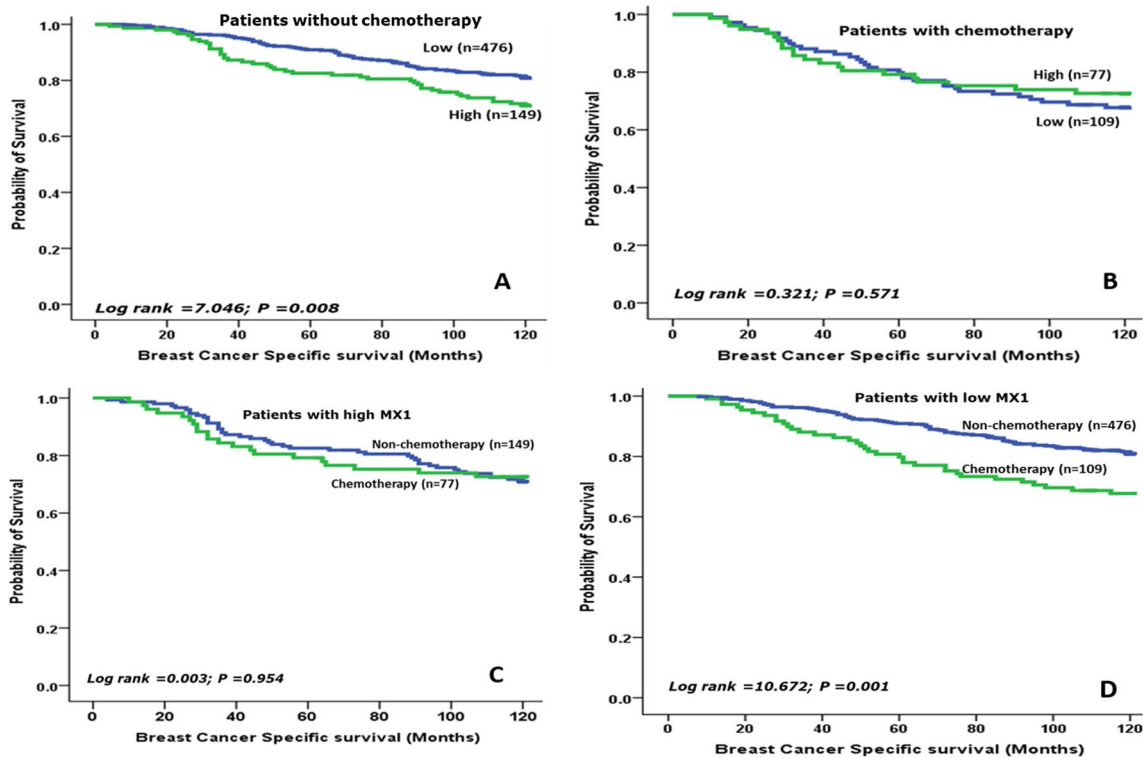 Patients without chemotherapy
Probability of Survival
1.0
0.8
0.6
0.4
0.2
0.0
Low (n=476)
High (n=149)
A
Log rank =7.046; P =0.008
0 20 40 60 80 100 120
Breast Cancer Specific survival (Months)
Patients with chemotherapy
Probability of Survival
1.0
0.8
0.6
0.4
0.2
0.0
High (n=77)
Low (n=109)
B
Log rank =0.321; P =0.571
0 20 40 60 80 100 120
Breast Cancer Specific survival (Months)
Patients with high MX1
Probability of Survival
1.0
0.8
0.6
0.4
0.2
0.0
Non-chemotherapy (n=149)
Chemotherapy (n=77)
C
Log rank =0.003; P =0.954
0 20 40 60 80 100 120
Breast Cancer Specific survival (Months)
Patients with low MX1
Probability of Survival
1.0
0.8
0.6
0.4
0.2
0.0
Non-chemotherapy (n=476)
Chemotherapy (n=109)
D
Log rank =10.672; P =0.001
0 20 40 60 80 100 120
Breast Cancer Specific survival (Months)